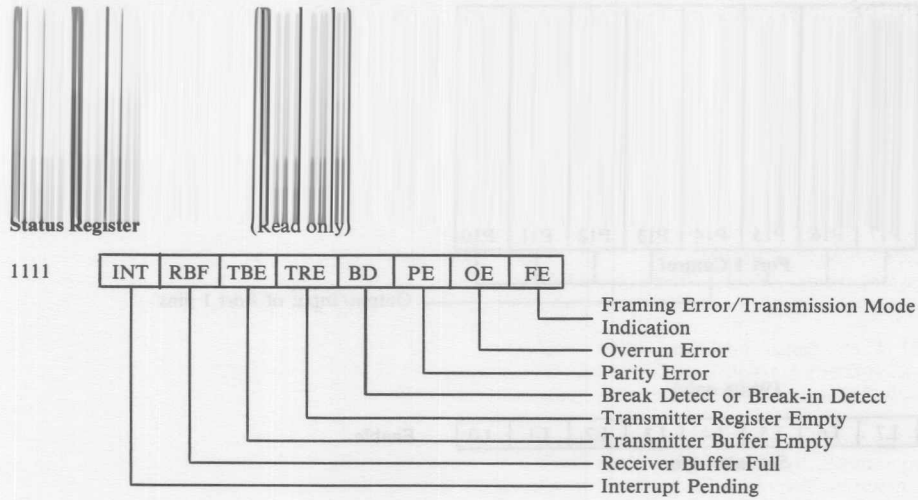 Status Register (Read only)
1111 INT RBF TBE TRE BD PE OE FE
Framing Error/Transmission Mode
Indication
Overrun Error
Parity Error
Break Detect or Break-in Detect
Transmitter Register Empty
Transmitter Buffer Empty
Receiver Buffer Full
Interrupt Pending